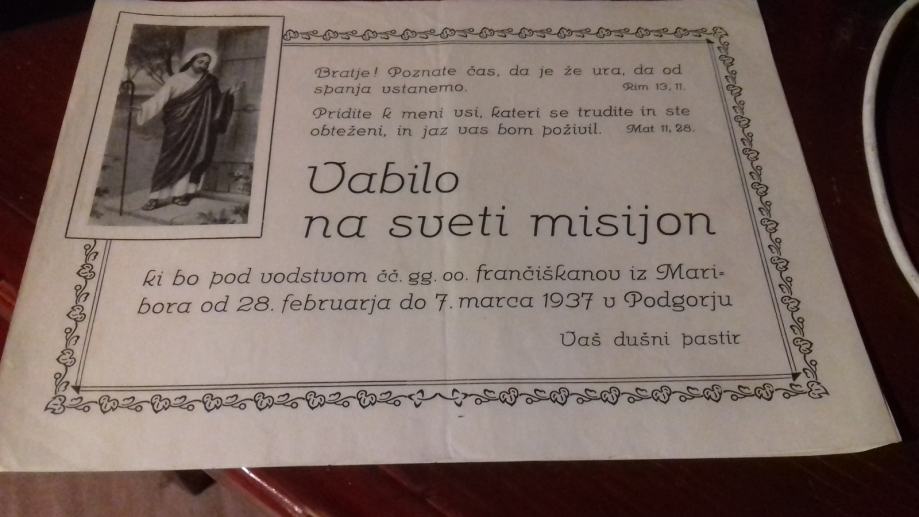 Bratje! Poznate čas, da je že ura, da od
spanja vstanemo. Rim 13, 11.
Pridite k meni vsi, kateri se trudite in ste
obteženi, in jaz vas bom poživil. Mat 11, 28.
Vabilo
na sveti misijon
ki bo pod vodstvom čč. gg. oo. frančiškanov iz Mari-
bora od 28. februarja do 7. marca 1937 v Podgorju
Vaš dušni pastir